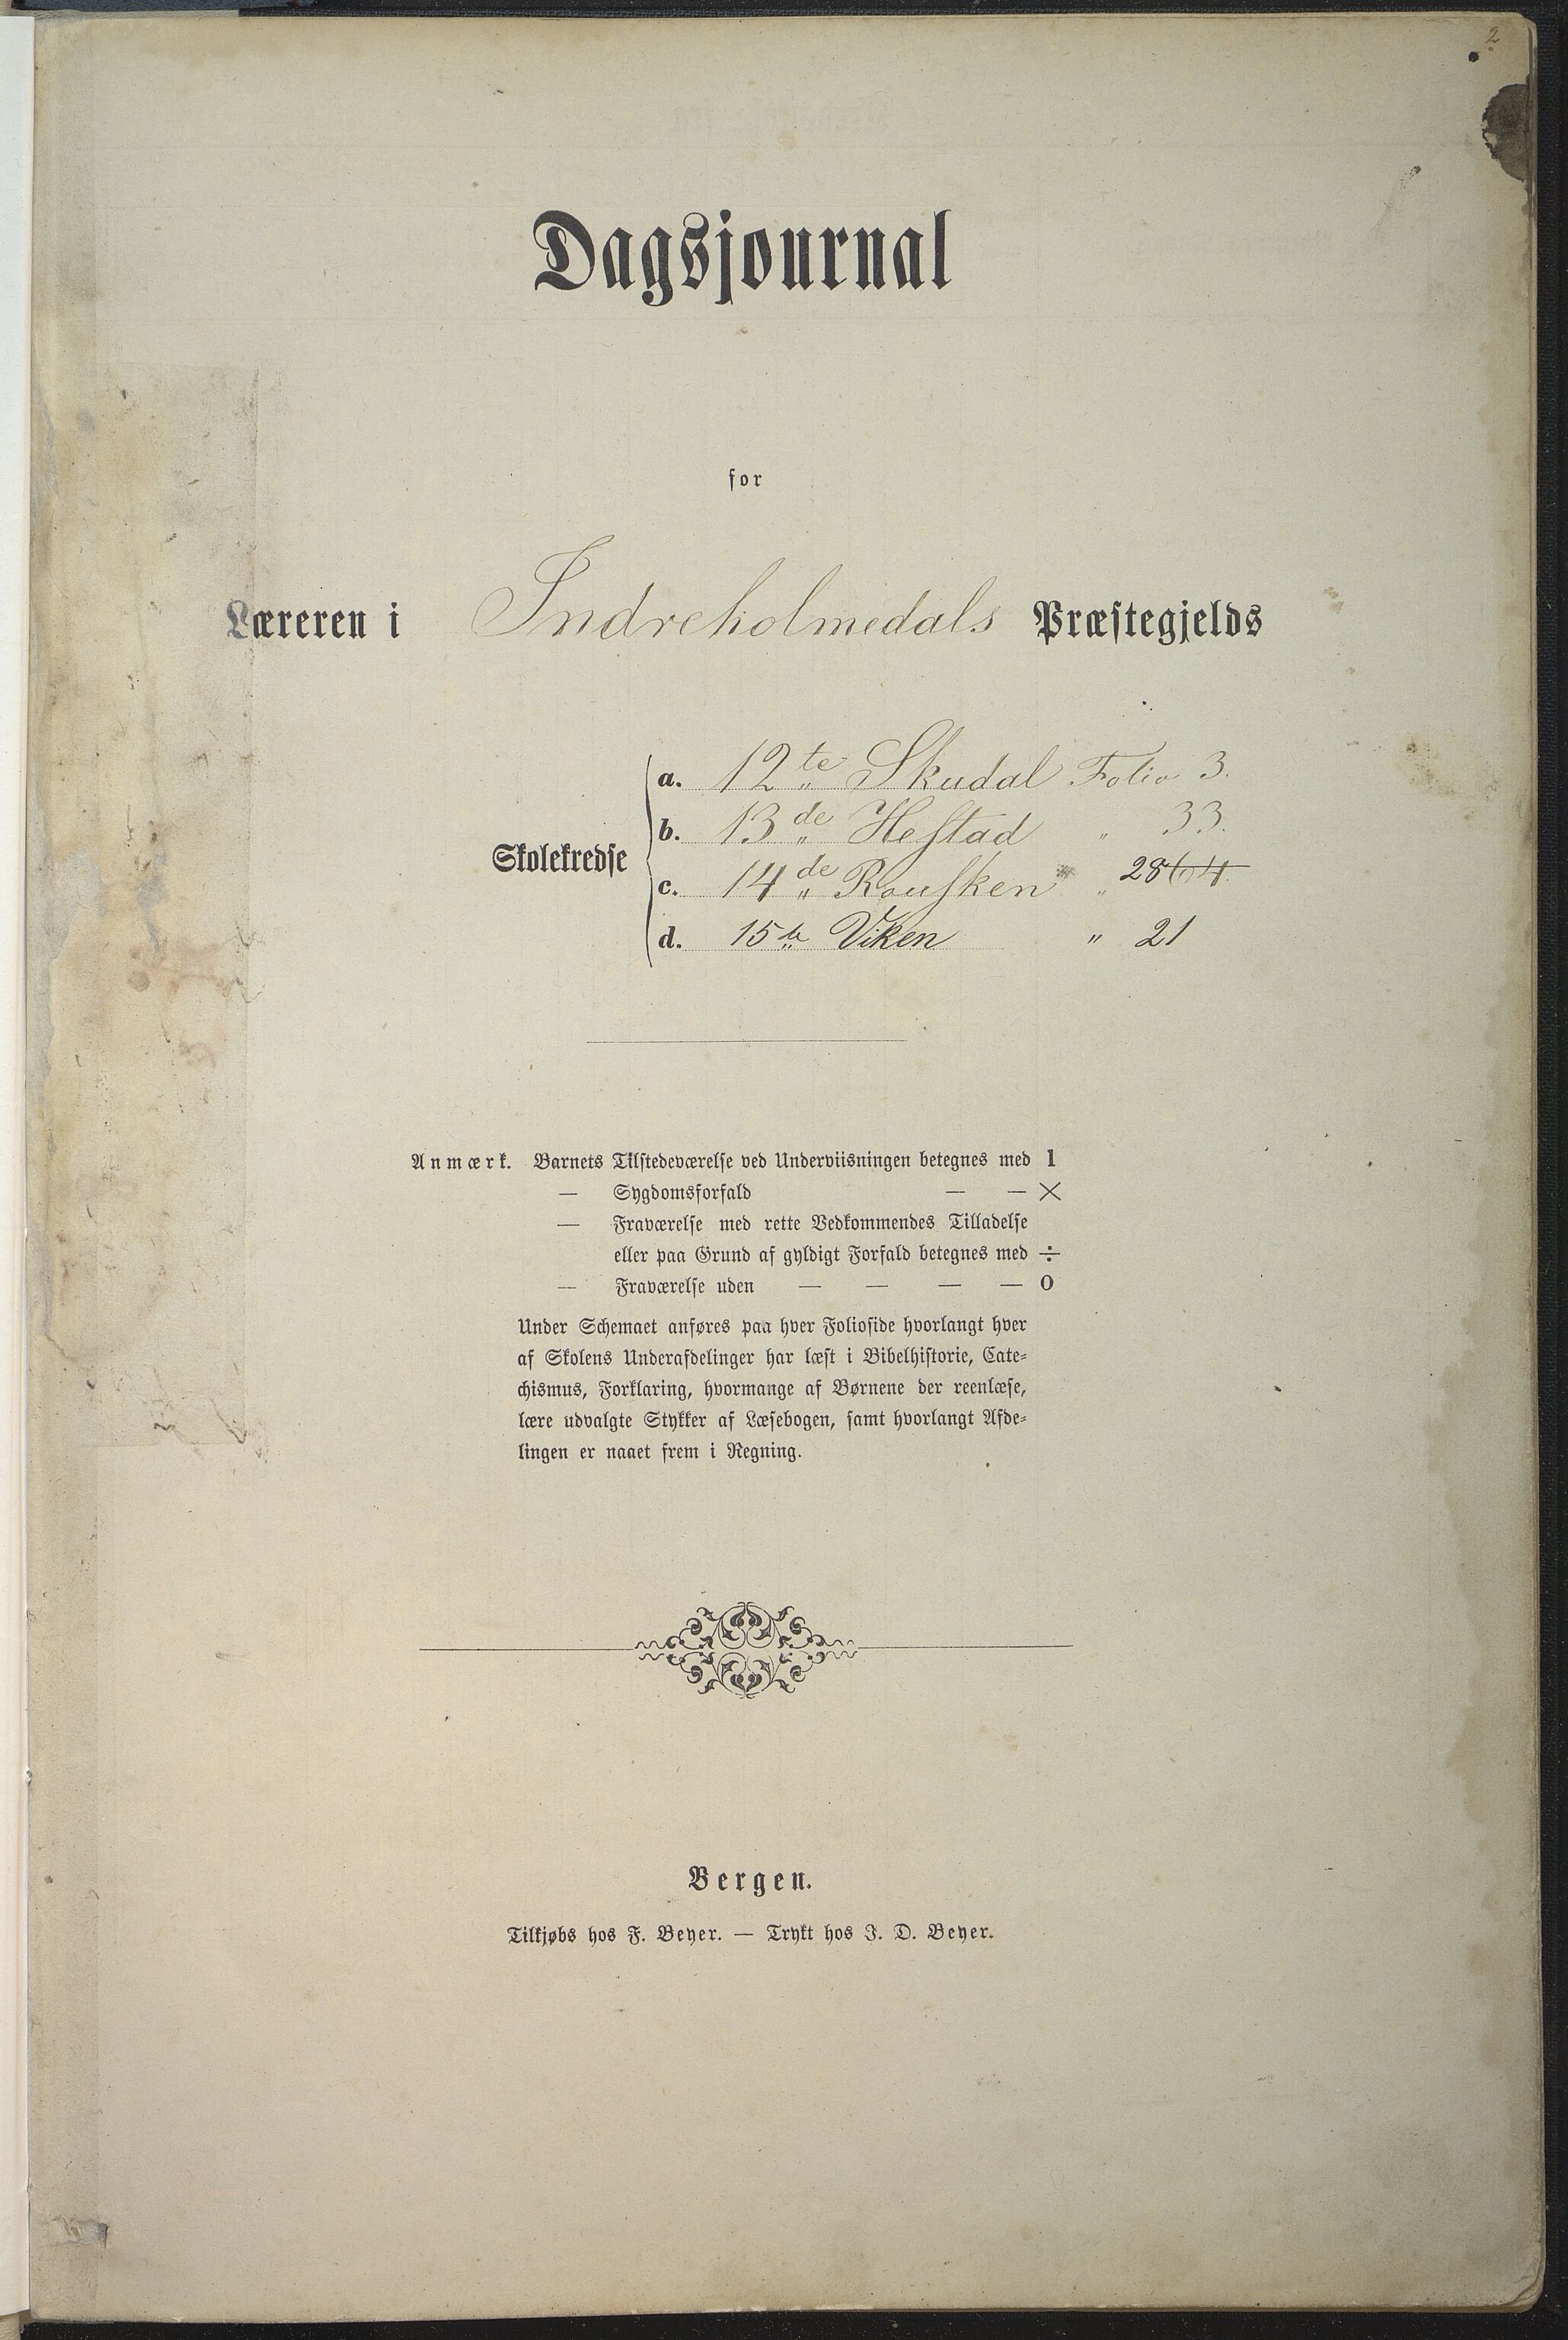 2
Dagsjournal
for
Læreren i Indreholmedals Præstegjelds
Skolekredse
a. 12te Skudal Folio 3.
b. 13de Hestad " 33.
c. 14de Rousken " 28 64
d. 15de Viken " 21
Anmærk. Barnets Tilstedeværelse ved Underviisningen betegnes med 1
— Sygdomsforfald — — ×
— Fraværelse med rette Vedkommendes Tilladelse
eller paa Grund af gyldigt Forfald betegnes med ÷
— Fraværelse uden — — — — 0
Under Schemaet anføres paa hver Folioside hvorlangt hver
af Skolens Underafdelinger har læst i Bibelhistorie, Cate-
chismus, Forklaring, hvormange af Børnene der reenlæse,
lære udvalgte Stykker af Læsebogen, samt hvorlangt Afde-
lingen er naaet frem i Regning.
Bergen.
Tilkjøbs hos F. Beyer. — Trykt hos J. D. Beyer.